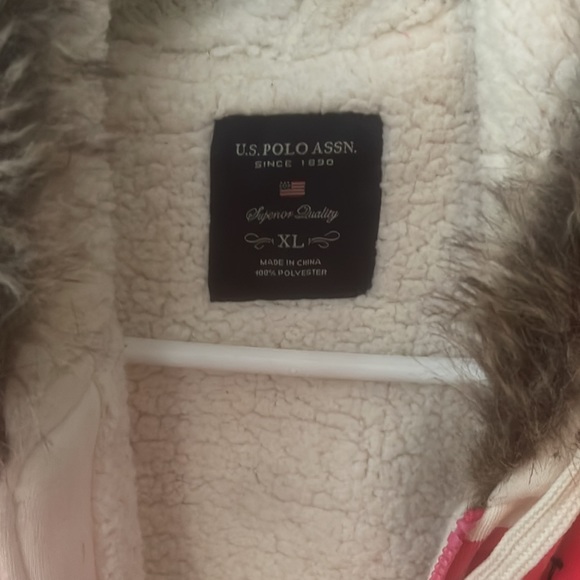 U.S. POLO ASSN.
SINCE 1890
Superior Quality
XL
MADE IN CHINA
100% POLYESTER